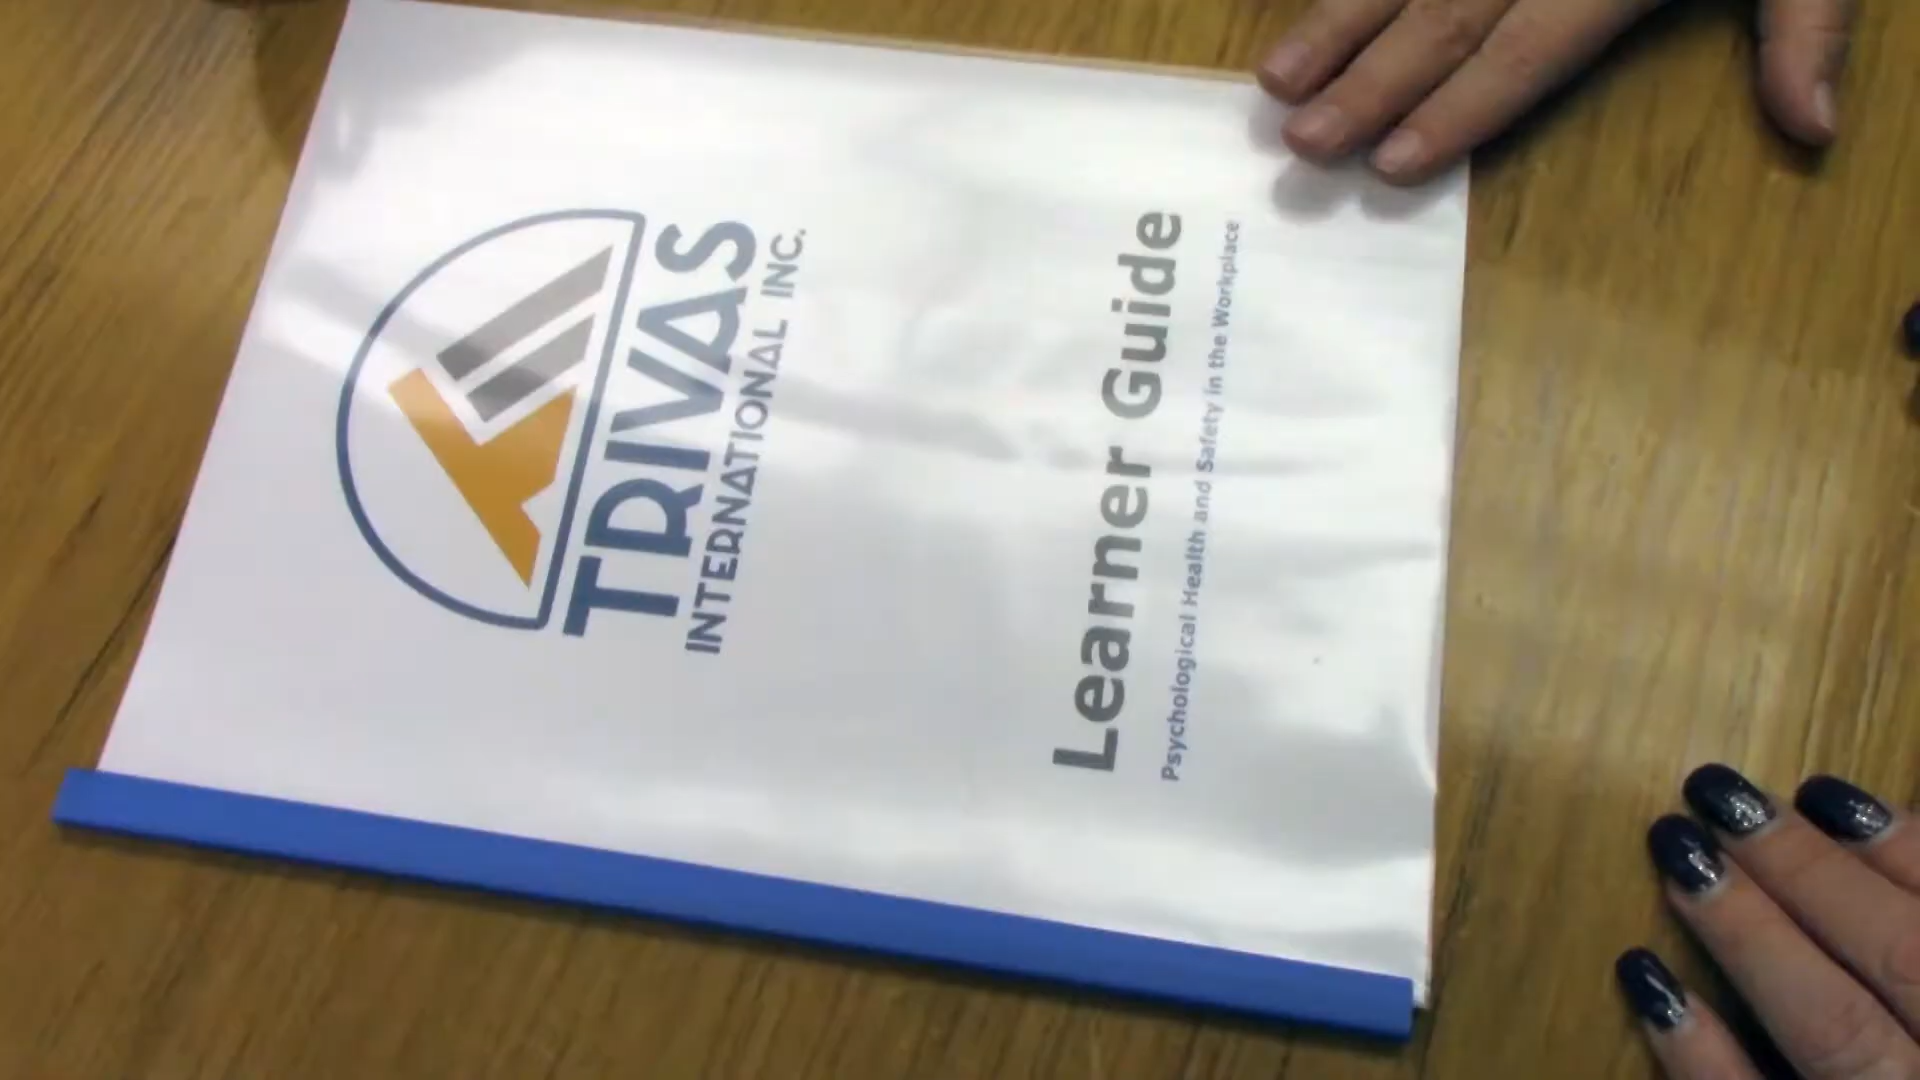 TRIVAS
INTERNATIONAL INC.
Learner Guide
Psychological Health and Safety in the Workplace